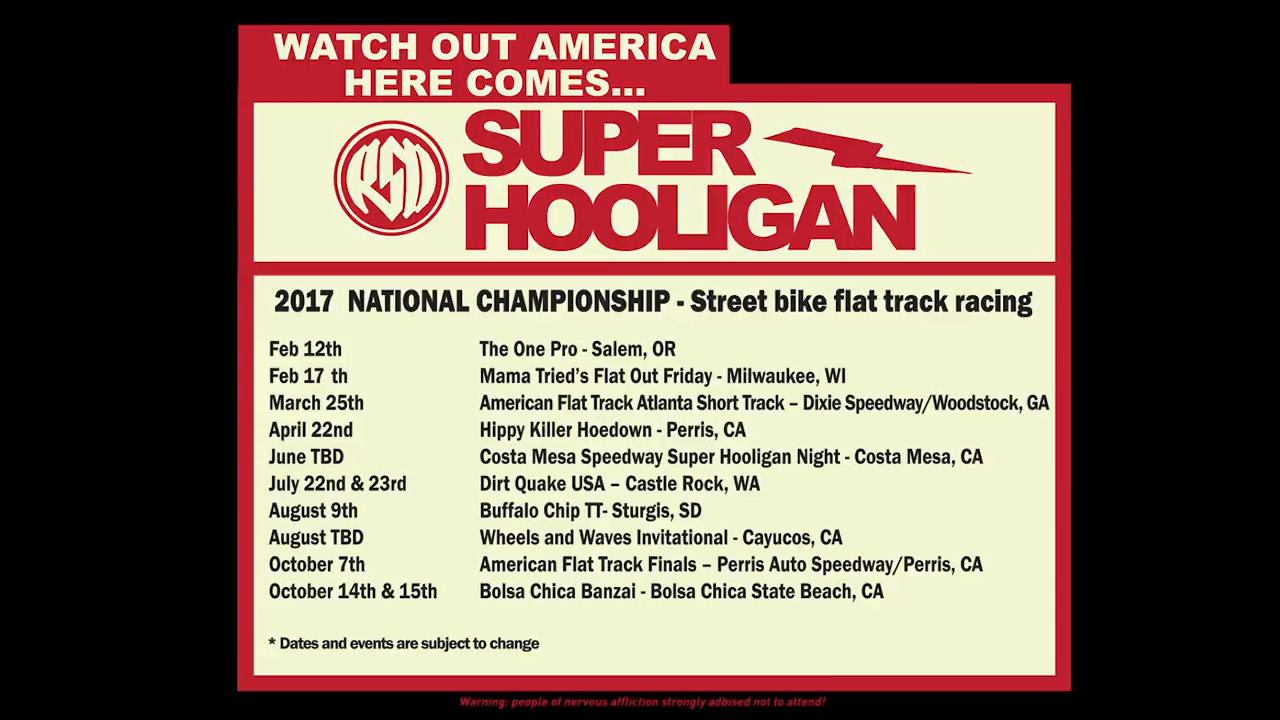 WATCH OUT AMERICA
HERE COMES...
RSD
SUPER
HOOLIGAN
2017 NATIONAL CHAMPIONSHIP - Street bike flat track racing
Feb 12th The One Pro - Salem, OR
Feb 17 th Mama Tried's Flat Out Friday - Milwaukee, WI
March 25th American Flat Track Atlanta Short Track – Dixie Speedway/Woodstock, GA
April 22nd Hippy Killer Hoedown - Perris, CA
June TBD Costa Mesa Speedway Super Hooligan Night - Costa Mesa, CA
July 22nd & 23rd Dirt Quake USA – Castle Rock, WA
August 9th Buffalo Chip TT- Sturgis, SD
August TBD Wheels and Waves Invitational - Cayucos, CA
October 7th American Flat Track Finals – Perris Auto Speedway/Perris, CA
October 14th & 15th Bolsa Chica Banzai - Bolsa Chica State Beach, CA
* Dates and events are subject to change
Warning: people of nervous affliction strongly adbised not to attend!